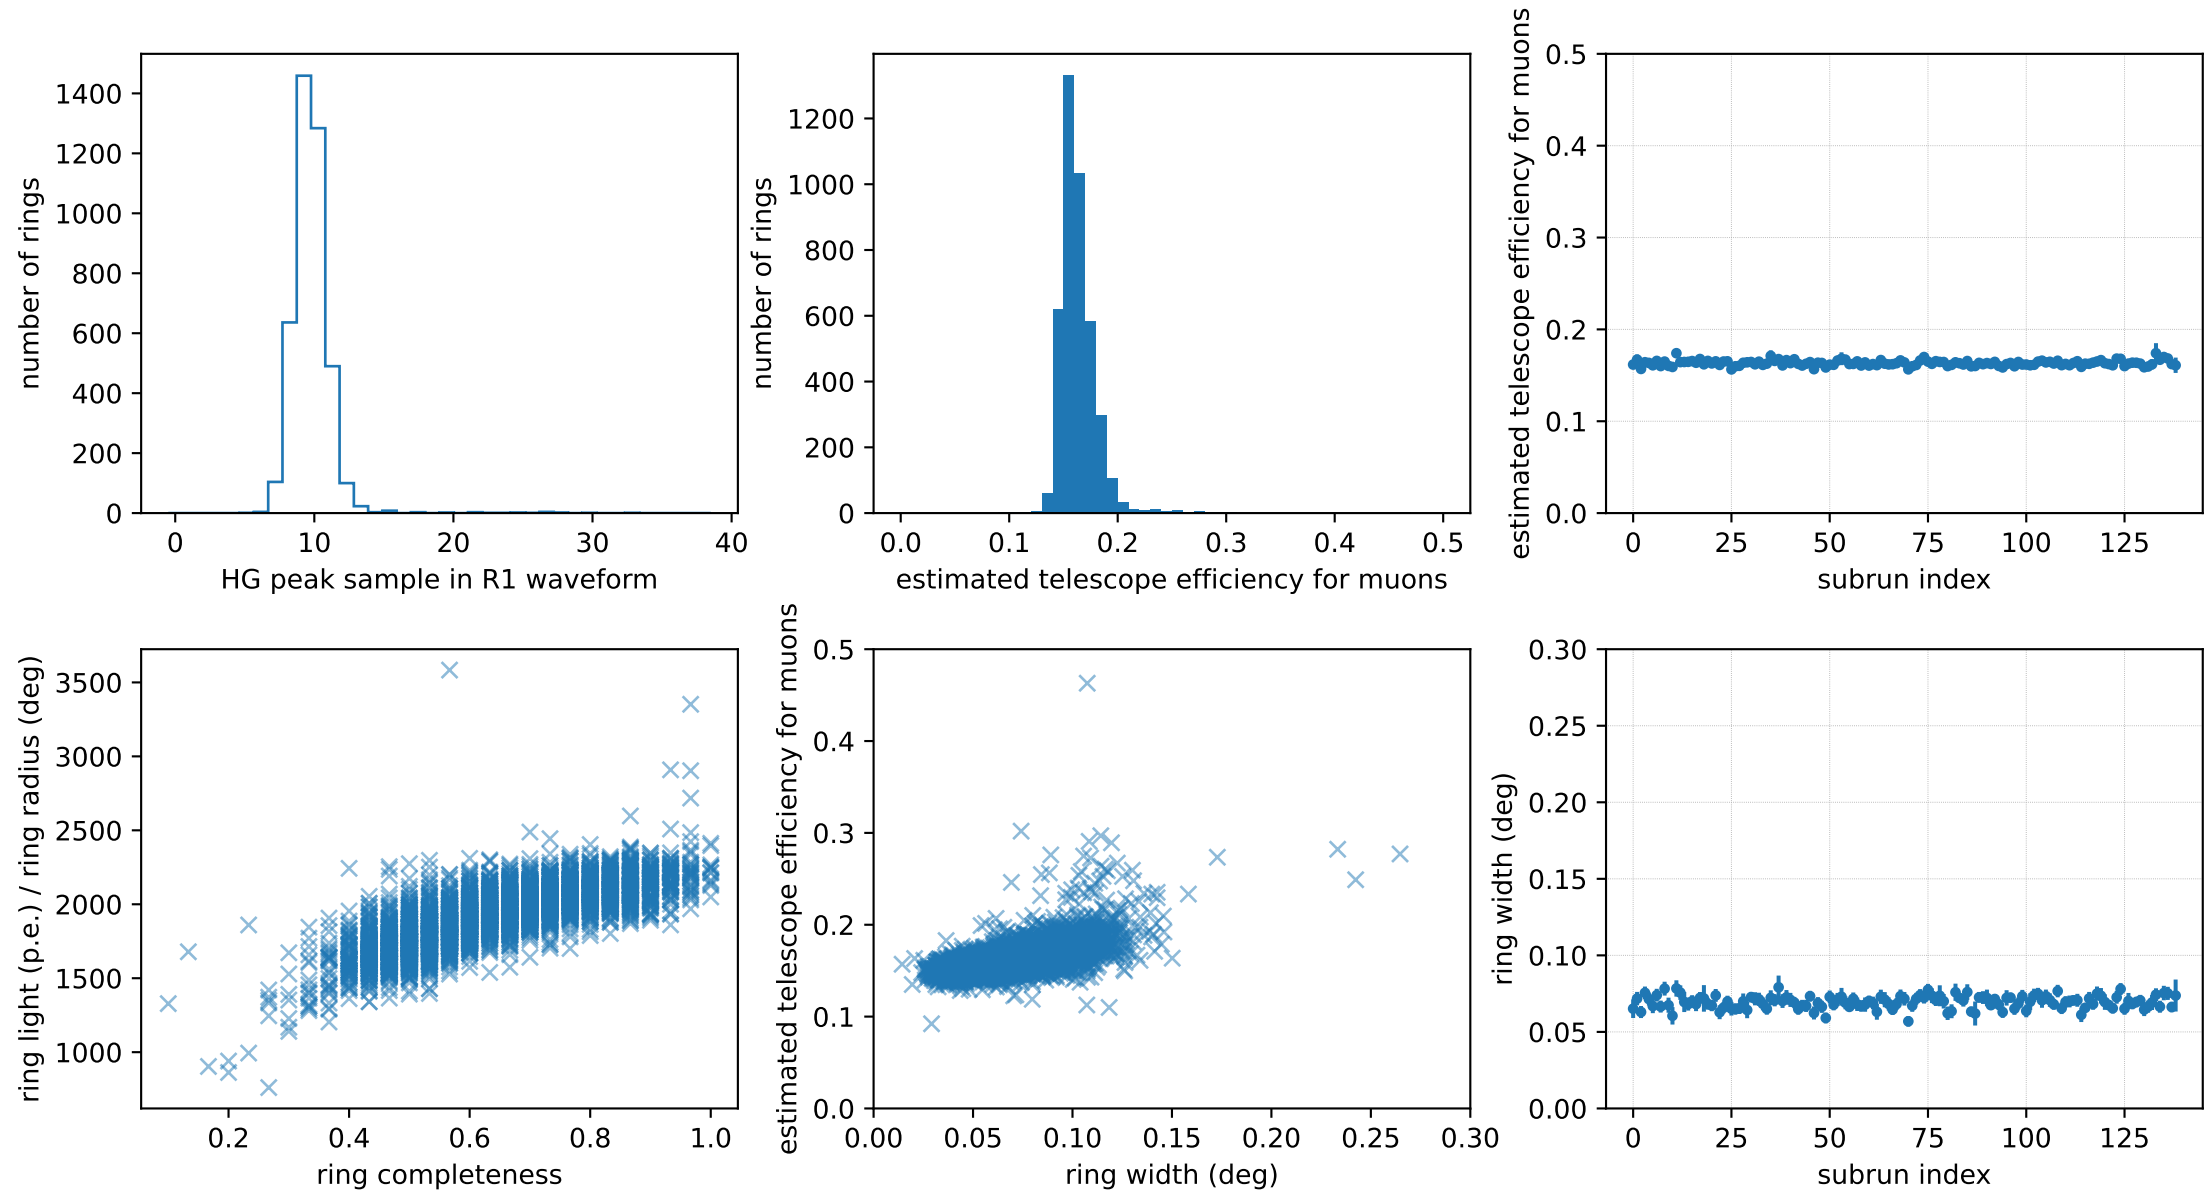 number of rings
1400
1200
1000
800
600
400
200
0
0 10 20 30 40
HG peak sample in R1 waveform
number of rings
1200
1000
800
600
400
200
0
0.0 0.1 0.2 0.3 0.4 0.5
estimated telescope efficiency for muons
estimated telescope efficiency for muons
0.5
0.4
0.3
0.2
0.1
0.0
0 25 50 75 100 125
subrun index
ring light (p.e.) / ring radius (deg)
3500
3000
2500
2000
1500
1000
0.2 0.4 0.6 0.8 1.0
ring completeness
estimated telescope efficiency for muons
0.5
0.4
0.3
0.2
0.1
0.0
0.00 0.05 0.10 0.15 0.20 0.25 0.30
ring width (deg)
ring width (deg)
0.30
0.25
0.20
0.15
0.10
0.05
0.00
0 25 50 75 100 125
subrun index